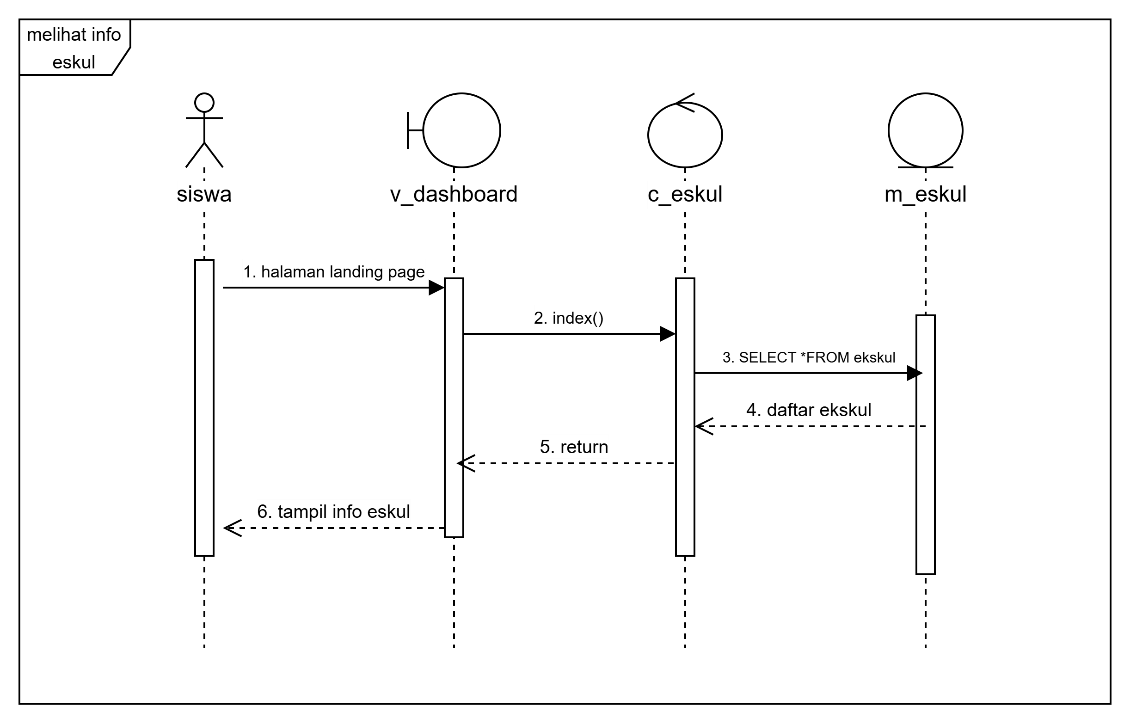 melihat info
eskul
siswa
v_dashboard
c_eskul
m_eskul
1. halaman landing page
2. index()
3. SELECT *FROM ekskul
4. daftar ekskul
5. return
6. tampil info eskul